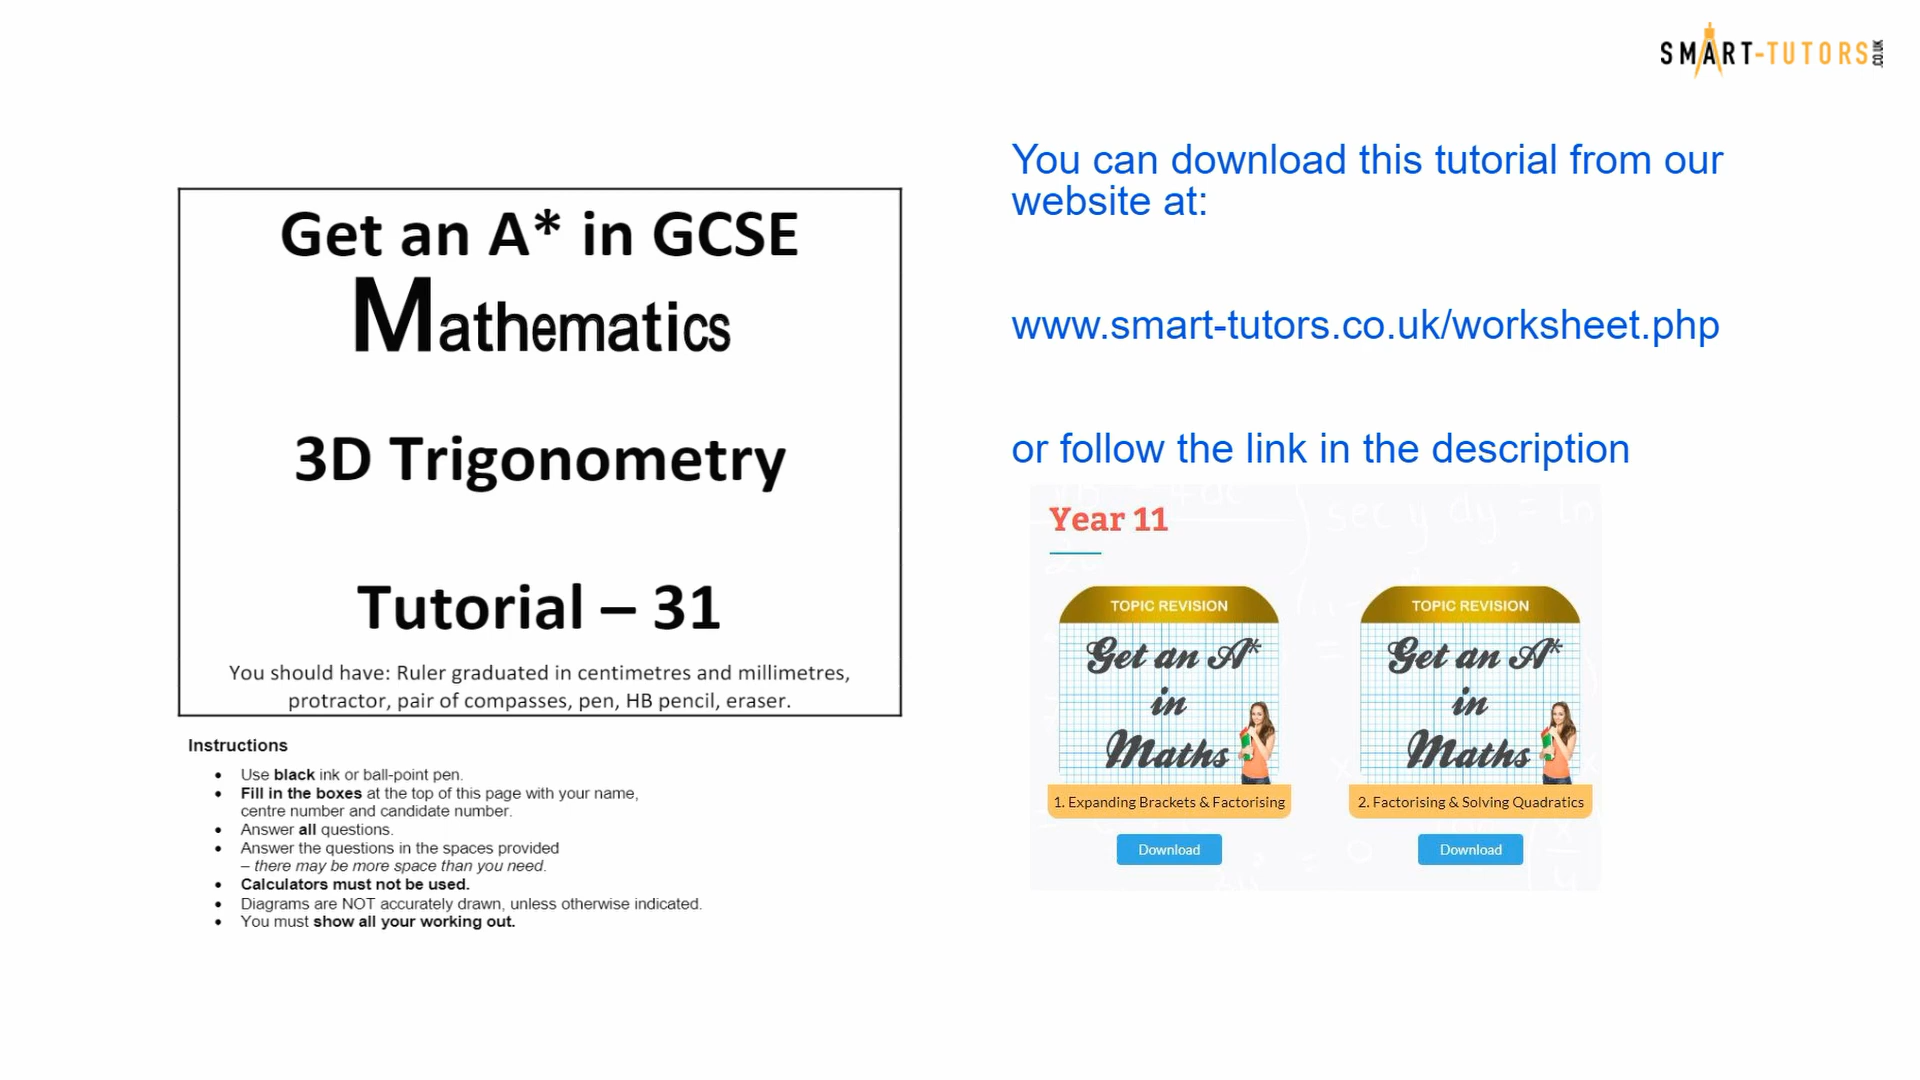 SMART-TUTORS.CO.UK
Get an A* in GCSE
Mathematics
3D Trigonometry
Tutorial – 31
You should have: Ruler graduated in centimetres and millimetres,
protractor, pair of compasses, pen, HB pencil, eraser.
Instructions
• Use black ink or ball-point pen.
• Fill in the boxes at the top of this page with your name,
centre number and candidate number.
• Answer all questions.
• Answer the questions in the spaces provided
– there may be more space than you need.
• Calculators must not be used.
• Diagrams are NOT accurately drawn, unless otherwise indicated.
• You must show all your working out.
You can download this tutorial from our
website at:
www.smart-tutors.co.uk/worksheet.php
or follow the link in the description
Year 11
sec y dy = ln
TOPIC REVISION
Get an A*
in
Maths
1. Expanding Brackets & Factorising
Download
TOPIC REVISION
Get an A*
in
Maths
2. Factorising & Solving Quadratics
Download